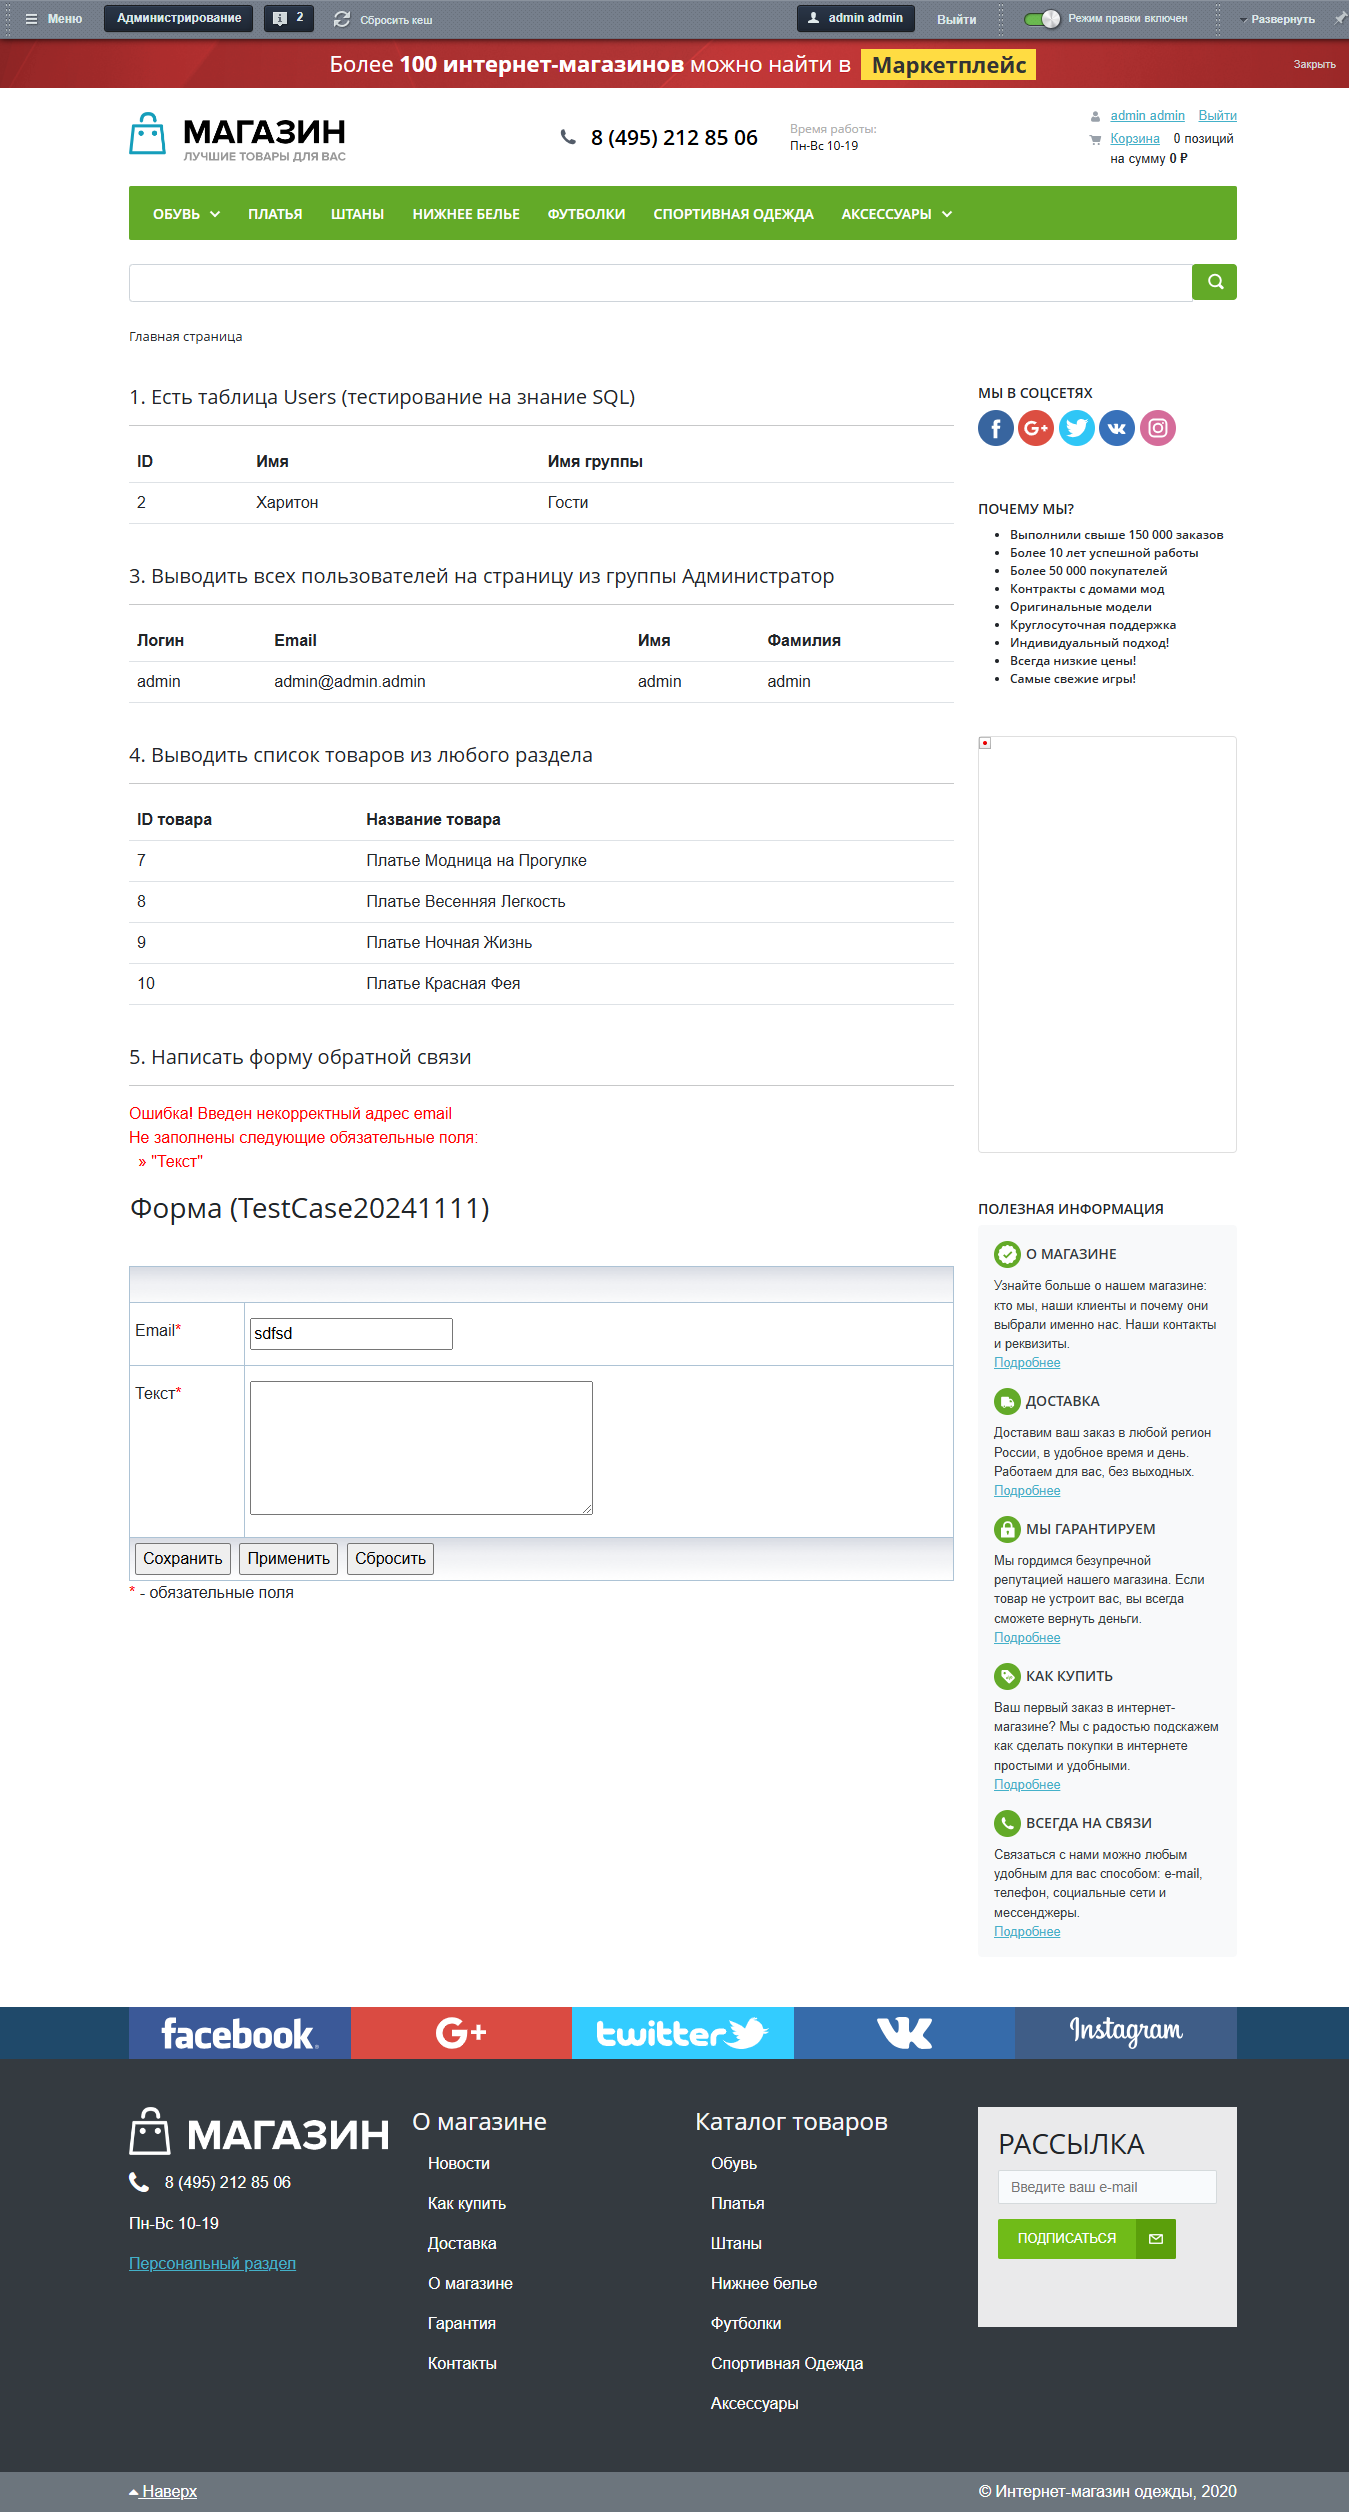 Меню
Администрирование
2
Сбросить кеш
admin admin
Выйти
Режим правки включен
Развернуть
Более 100 интернет-магазинов можно найти в Маркетплейс
Закрыть
МАГАЗИН
ЛУЧШИЕ ТОВАРЫ ДЛЯ ВАС
8 (495) 212 85 06
Время работы:
Пн-Вс 10-19
admin admin Выйти
Корзина 0 позиций
на сумму 0 ₽
ОБУВЬ ПЛАТЬЯ ШТАНЫ НИЖНЕЕ БЕЛЬЕ ФУТБОЛКИ СПОРТИВНАЯ ОДЕЖДА АКСЕССУАРЫ
Главная страница
1. Есть таблица Users (тестирование на знание SQL)
ID Имя Имя группы
2 Харитон Гости
3. Выводить всех пользователей на страницу из группы Администратор
Логин Email Имя Фамилия
admin admin@admin.admin admin admin
4. Выводить список товаров из любого раздела
ID товара Название товара
7 Платье Модница на Прогулке
8 Платье Весенняя Легкость
9 Платье Ночная Жизнь
10 Платье Красная Фея
5. Написать форму обратной связи
Ошибка! Введен некорректный адрес email
Не заполнены следующие обязательные поля:
» "Текст"
Форма (TestCase20241111)
Email*
sdfsd
Текст*
Сохранить Применить Сбросить
* - обязательные поля
МЫ В СОЦСЕТЯХ
ПОЧЕМУ МЫ?
• Выполнили свыше 150 000 заказов
• Более 10 лет успешной работы
• Более 50 000 покупателей
• Контракты с домами мод
• Оригинальные модели
• Круглосуточная поддержка
• Индивидуальный подход!
• Всегда низкие цены!
• Самые свежие игры!
ПОЛЕЗНАЯ ИНФОРМАЦИЯ
О МАГАЗИНЕ
Узнайте больше о нашем магазине:
кто мы, наши клиенты и почему они
выбрали именно нас. Наши контакты
и реквизиты.
Подробнее
ДОСТАВКА
Доставим ваш заказ в любой регион
России, в удобное время и день.
Работаем для вас, без выходных.
Подробнее
МЫ ГАРАНТИРУЕМ
Мы гордимся безупречной
репутацией нашего магазина. Если
товар не устроит вас, вы всегда
сможете вернуть деньги.
Подробнее
КАК КУПИТЬ
Ваш первый заказ в интернет-
магазине? Мы с радостью подскажем
как сделать покупки в интернете
простыми и удобными.
Подробнее
ВСЕГДА НА СВЯЗИ
Связаться с нами можно любым
удобным для вас способом: e-mail,
телефон, социальные сети и
мессенджеры.
Подробнее
facebook. G+ twitter VK Instagram
МАГАЗИН
8 (495) 212 85 06
Пн-Вс 10-19
Персональный раздел
О магазине
Новости
Как купить
Доставка
О магазине
Гарантия
Контакты
Каталог товаров
Обувь
Платья
Штаны
Нижнее белье
Футболки
Спортивная Одежда
Аксессуары
РАССЫЛКА
Введите ваш e-mail
ПОДПИСАТЬСЯ
Наверх
© Интернет-магазин одежды, 2020